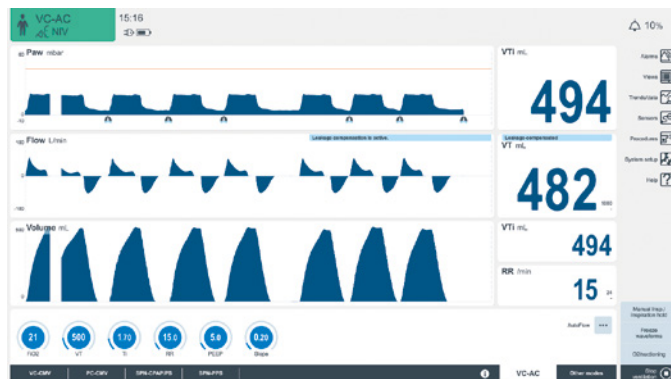 VC-AC
NIV
15:16
10%
Paw mbar
VTi mL
494
Alarms
Views
Trends/data
Sensors
Procedures
System setup
Help
Flow L/min
Leakage compensation is active.
Leakage compensated
VT mL
482
Volume mL
VTi mL
494
RR /min
15
Manual insp./
inspiration hold
Freeze
waveforms
O2/suctioning
21
500
1.70
15.0
5.0
0.20
AutoFlow
FiO2
VT
Ti
RR
PEEP
Slope
VC-CMV
PC-CMV
SPN-CPAP/PS
SPN-PPS
VC-AC
Other modes